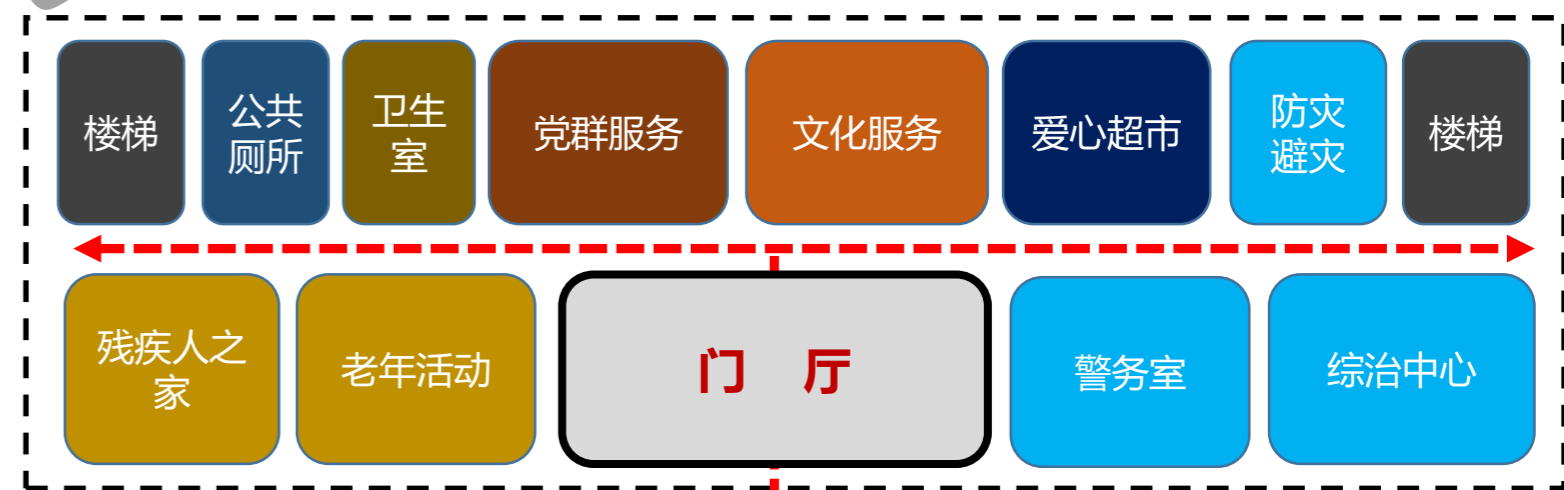 楼梯
公共
厕所
卫生
室
党群服务
文化服务
爱心超市
防灾
避灾
楼梯
残疾人之
家
老年活动
门 厅
警务室
综治中心